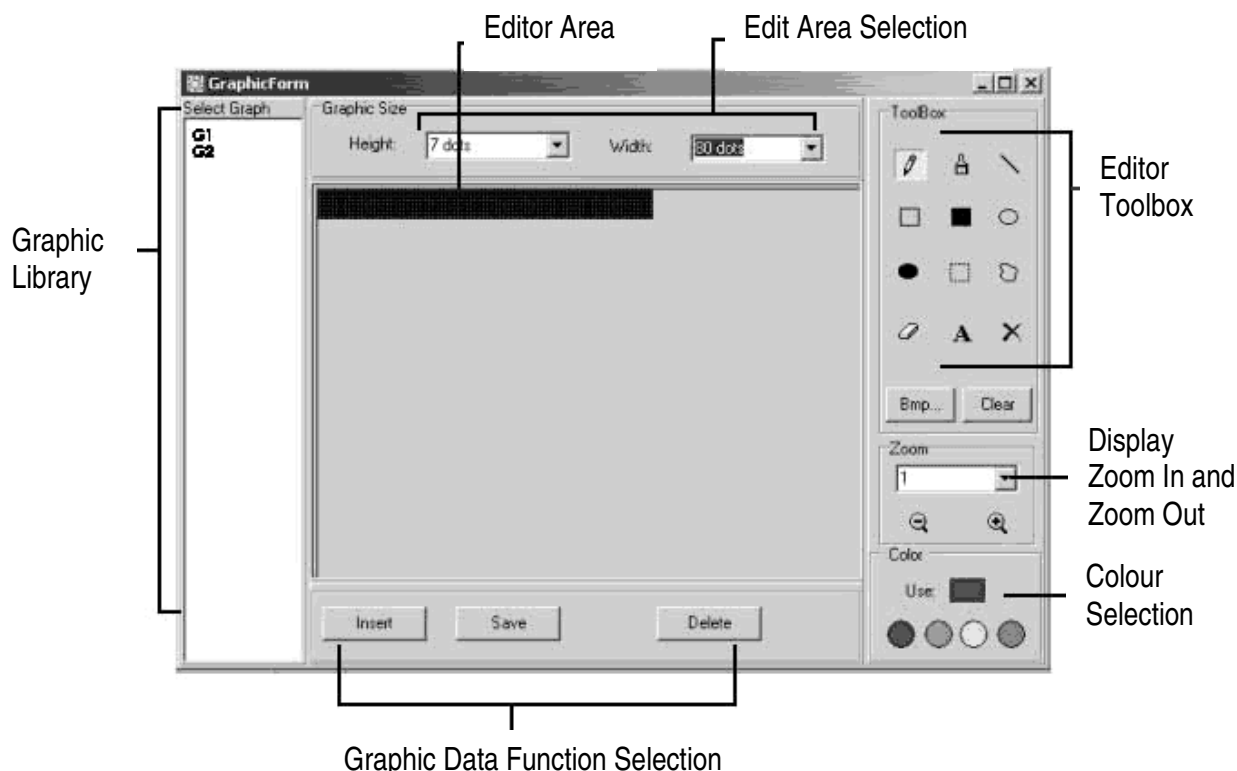 Editor Area
Edit Area Selection
GraphicForm
Select Graph
G1
G2
Graphic Size
Height: 7 dots
Width: 80 dots
ToolBox
A
Bmp...
Clear
Zoom
1
Color
Use:
Insert
Save
Delete
Graphic
Library
Editor
Toolbox
Display
Zoom In and
Zoom Out
Colour
Selection
Graphic Data Function Selection